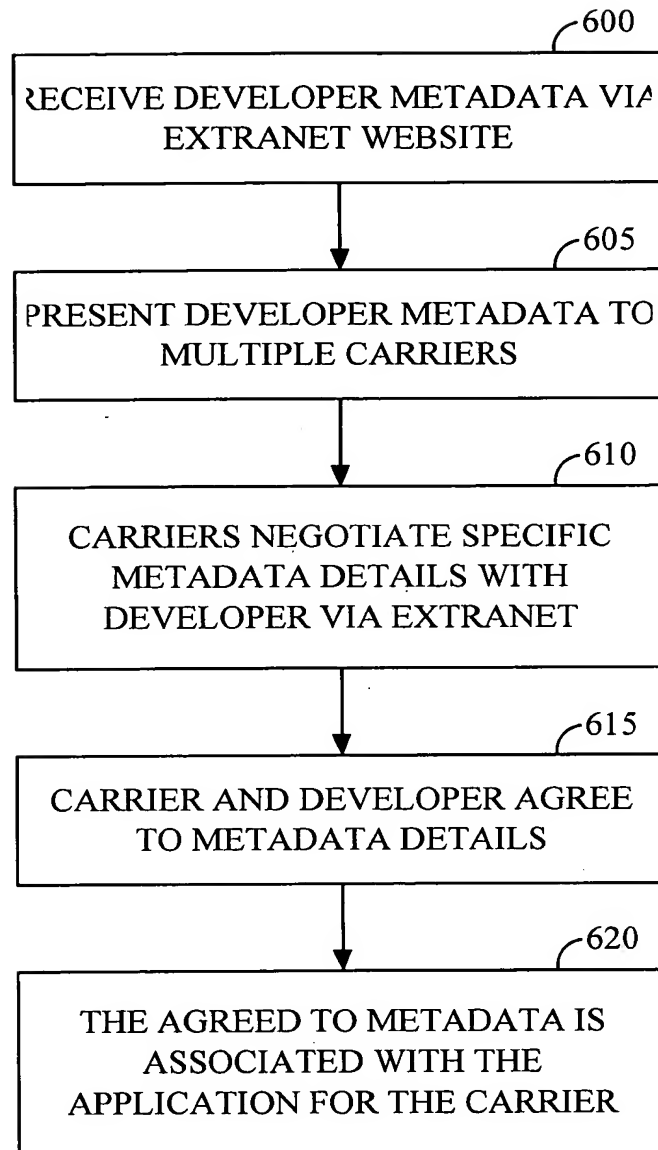 600
RECEIVE DEVELOPER METADATA VIA
EXTRANET WEBSITE
605
PRESENT DEVELOPER METADATA TO
MULTIPLE CARRIERS
610
CARRIERS NEGOTIATE SPECIFIC
METADATA DETAILS WITH
DEVELOPER VIA EXTRANET
615
CARRIER AND DEVELOPER AGREE
TO METADATA DETAILS
620
THE AGREED TO METADATA IS
ASSOCIATED WITH THE
APPLICATION FOR THE CARRIER